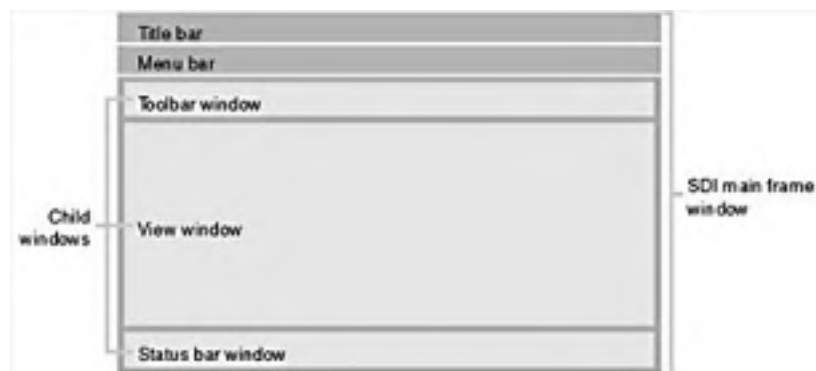 Title bar
Menu bar
Toolbar window
Child
windows
View window
SDI main frame
window
Status bar window